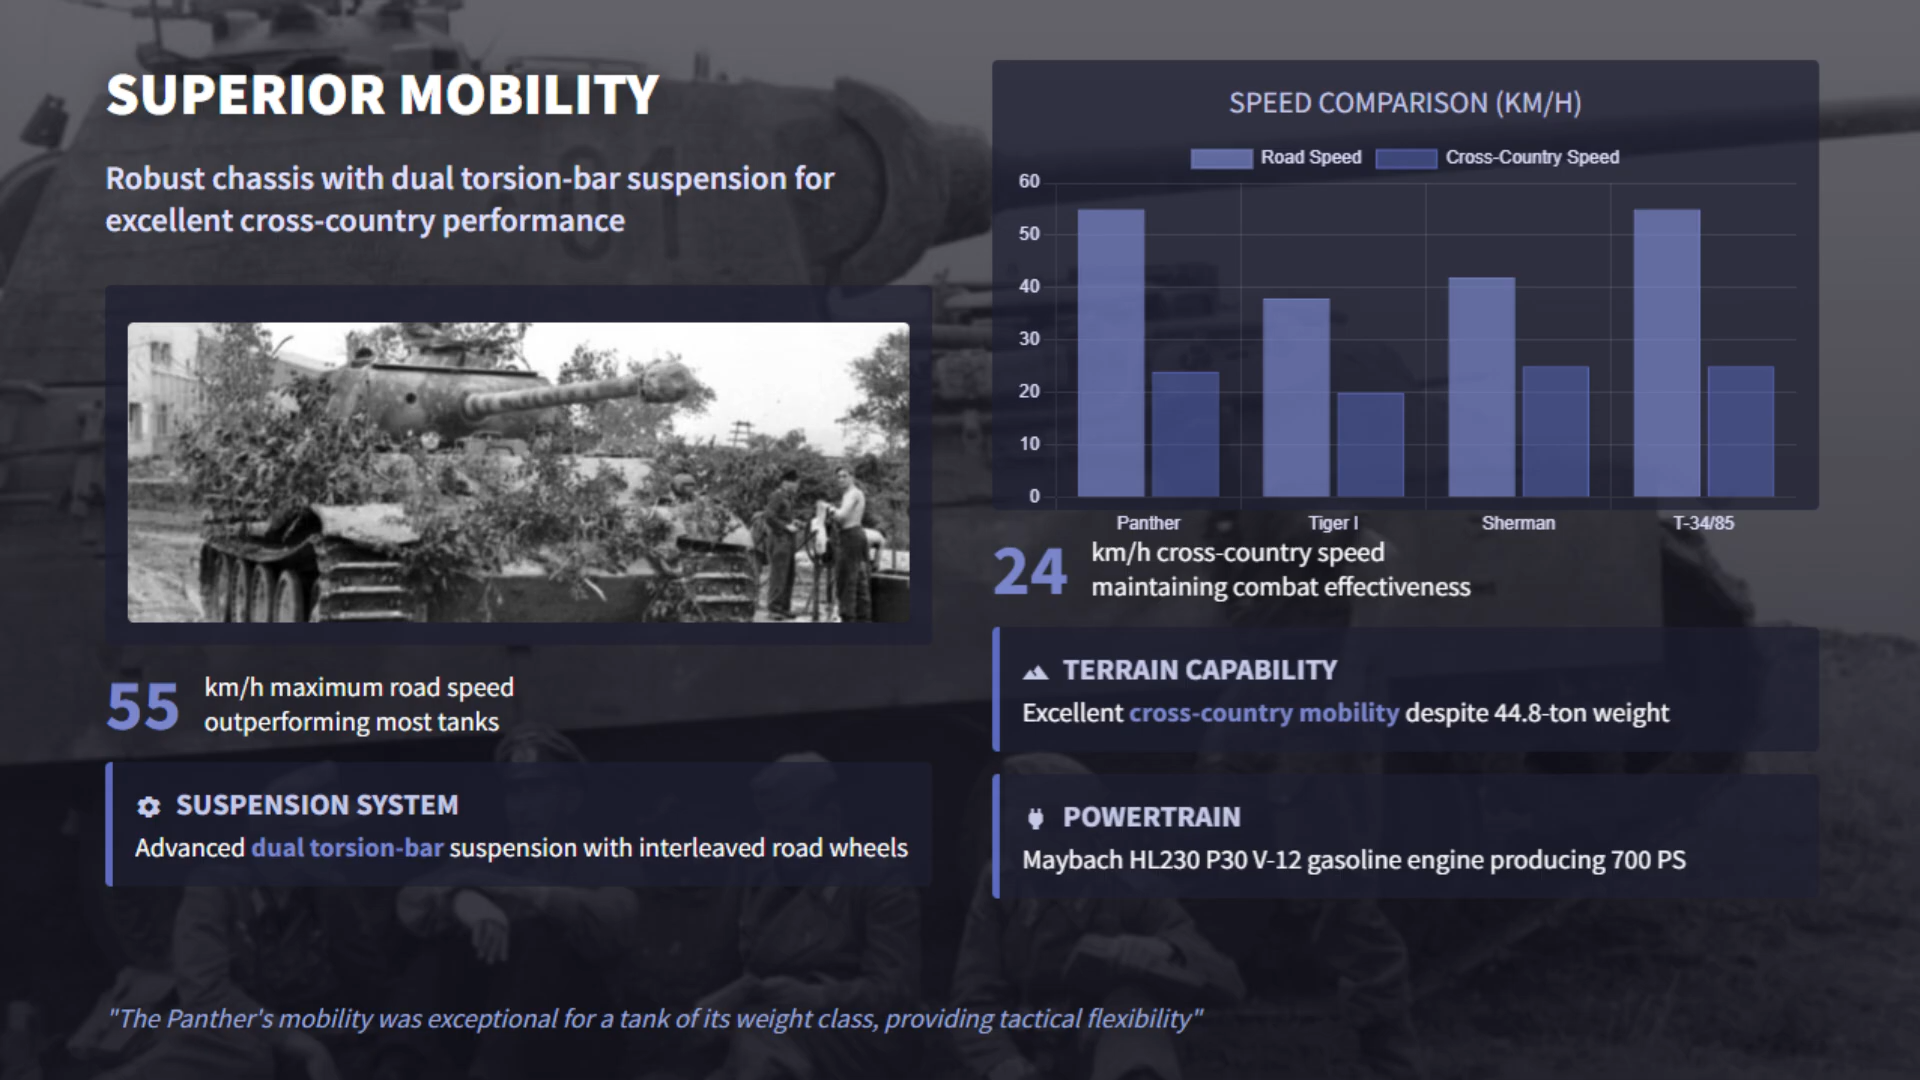 SUPERIOR MOBILITY
Robust chassis with dual torsion-bar suspension for
excellent cross-country performance
55
km/h maximum road speed
outperforming most tanks
SUSPENSION SYSTEM
Advanced dual torsion-bar suspension with interleaved road wheels
SPEED COMPARISON (KM/H)
Road Speed
Cross-Country Speed
60
50
40
30
20
10
0
Panther
Tiger I
Sherman
T-34/85
24
km/h cross-country speed
maintaining combat effectiveness
TERRAIN CAPABILITY
Excellent cross-country mobility despite 44.8-ton weight
POWERTRAIN
Maybach HL230 P30 V-12 gasoline engine producing 700 PS
"The Panther's mobility was exceptional for a tank of its weight class, providing tactical flexibility"
01